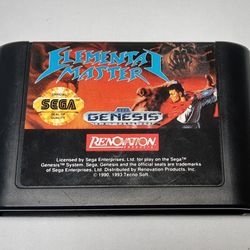 ELEMENTAL
MASTER
SEGA
SEGA
GENESIS
RENOVATION
PRODUCTS
Licensed by Sega Enterprises, Ltd. for play on the Sega™
Genesis™ System. Sega, Genesis and the official seals are trademarks
of Sega Enterprises, Ltd. Distributed by Renovation Products, Inc.
© 1990, 1993 Tecno Soft